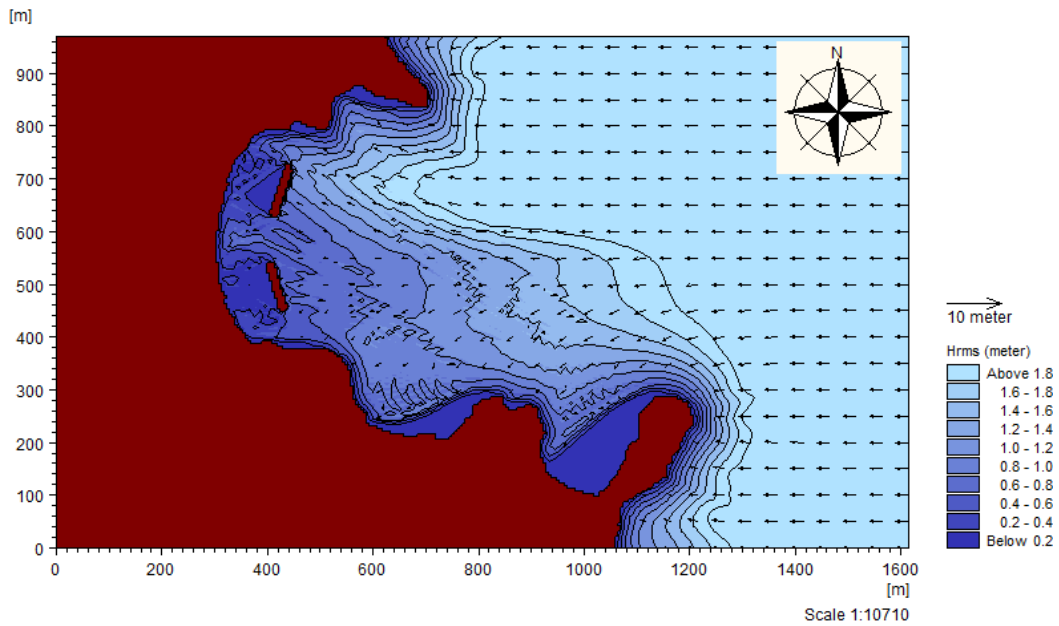 [m]
900
800
700
600
500
400
300
200
100
0
0 200 400 600 800 1000 1200 1400 1600
[m]
Scale 1:10710
N
10 meter
Hrms (meter)
Above 1.8
1.6 - 1.8
1.4 - 1.6
1.2 - 1.4
1.0 - 1.2
0.8 - 1.0
0.6 - 0.8
0.4 - 0.6
0.2 - 0.4
Below 0.2